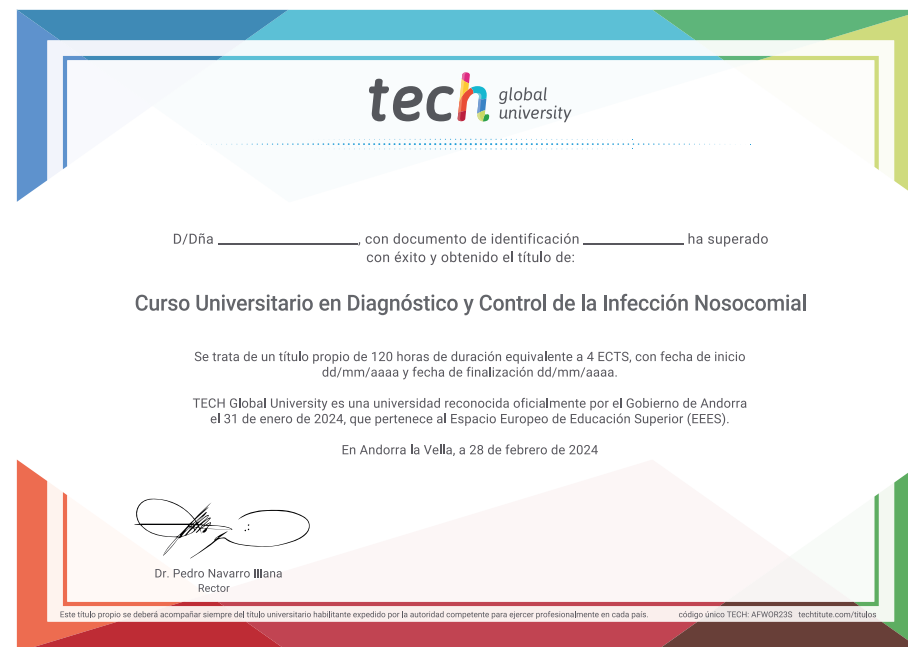 tech global university
D/Dña ____________________, con documento de identificación ______________ ha superado
con éxito y obtenido el título de:
Curso Universitario en Diagnóstico y Control de la Infección Nosocomial
Se trata de un título propio de 120 horas de duración equivalente a 4 ECTS, con fecha de inicio
dd/mm/aaaa y fecha de finalización dd/mm/aaaa.
TECH Global University es una universidad reconocida oficialmente por el Gobierno de Andorra
el 31 de enero de 2024, que pertenece al Espacio Europeo de Educación Superior (EEES).
En Andorra la Vella, a 28 de febrero de 2024
Dr. Pedro Navarro Illana
Rector
Este título propio se deberá acompañar siempre del título universitario habilitante expedido por la autoridad competente para ejercer profesionalmente en cada país. código único TECH: AFWOR23S techtitute.com/titulos